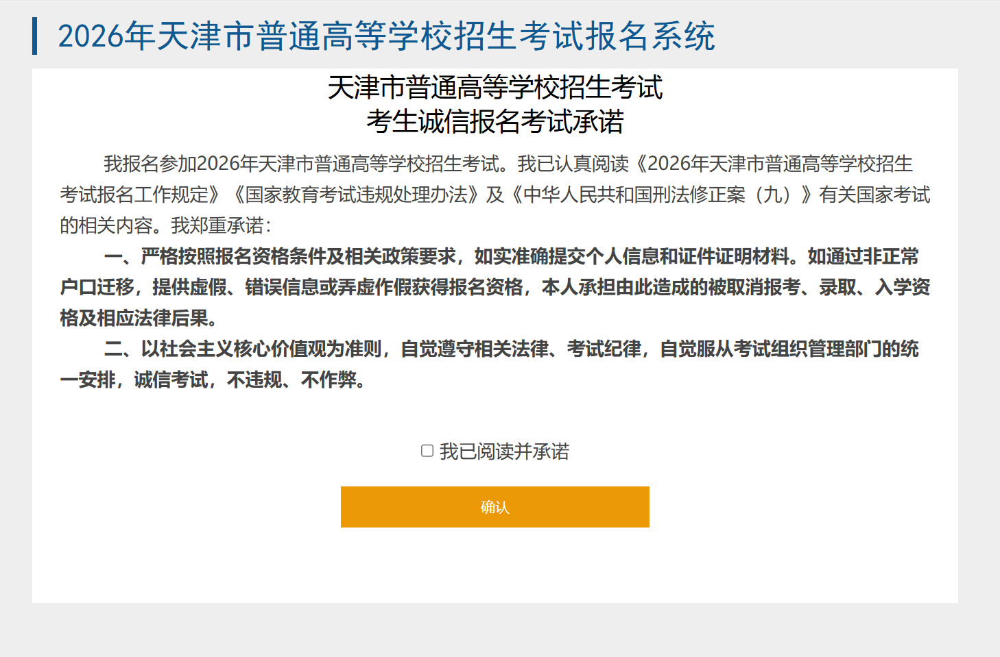 2026年天津市普通高等学校招生考试报名系统
天津市普通高等学校招生考试
考生诚信报名考试承诺
我报名参加2026年天津市普通高等学校招生考试。我已认真阅读《2026年天津市普通高等学校招生
考试报名工作规定》《国家教育考试违规处理办法》及《中华人民共和国刑法修正案（九）》有关国家考试
的相关内容。我郑重承诺：
一、严格按照报名资格条件及相关政策要求，如实准确提交个人信息和证件证明材料。如通过非正常
户口迁移，提供虚假、错误信息或弄虚作假获得报名资格，本人承担由此造成的被取消报考、录取、入学资
格及相应法律后果。
二、以社会主义核心价值观为准则，自觉遵守相关法律、考试纪律，自觉服从考试组织管理部门的统
一安排，诚信考试，不违规、不作弊。
我已阅读并承诺
确认